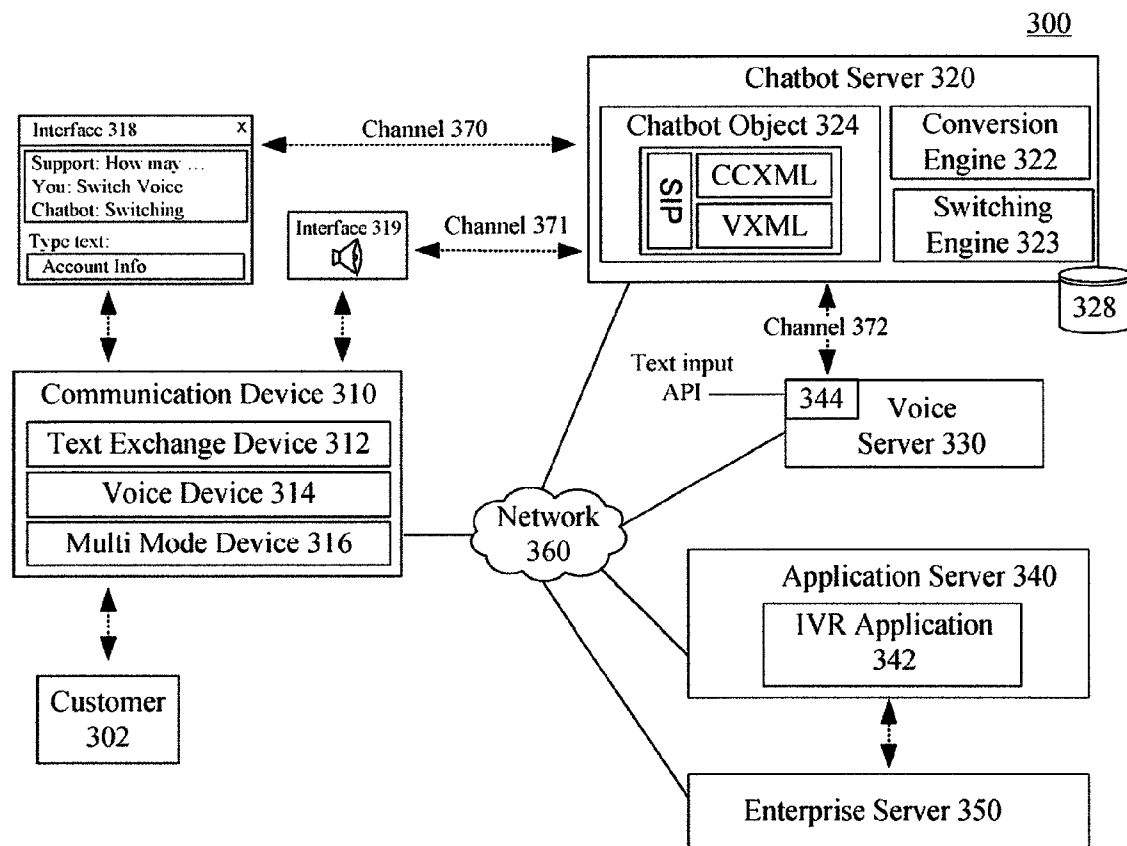 300
Chatbot Server 320
Chatbot Object 324
SIP
CCXML
VXML
Conversion
Engine 322
Switching
Engine 323
328
Interface 318 X
Support: How may ...
You: Switch Voice
Chatbot: Switching
Type text:
Account Info
Channel 370
Interface 319
Channel 371
Channel 372
Text input
API
344
Voice
Server 330
Communication Device 310
Text Exchange Device 312
Voice Device 314
Multi Mode Device 316
Network
360
Customer
302
Application Server 340
IVR Application
342
Enterprise Server 350